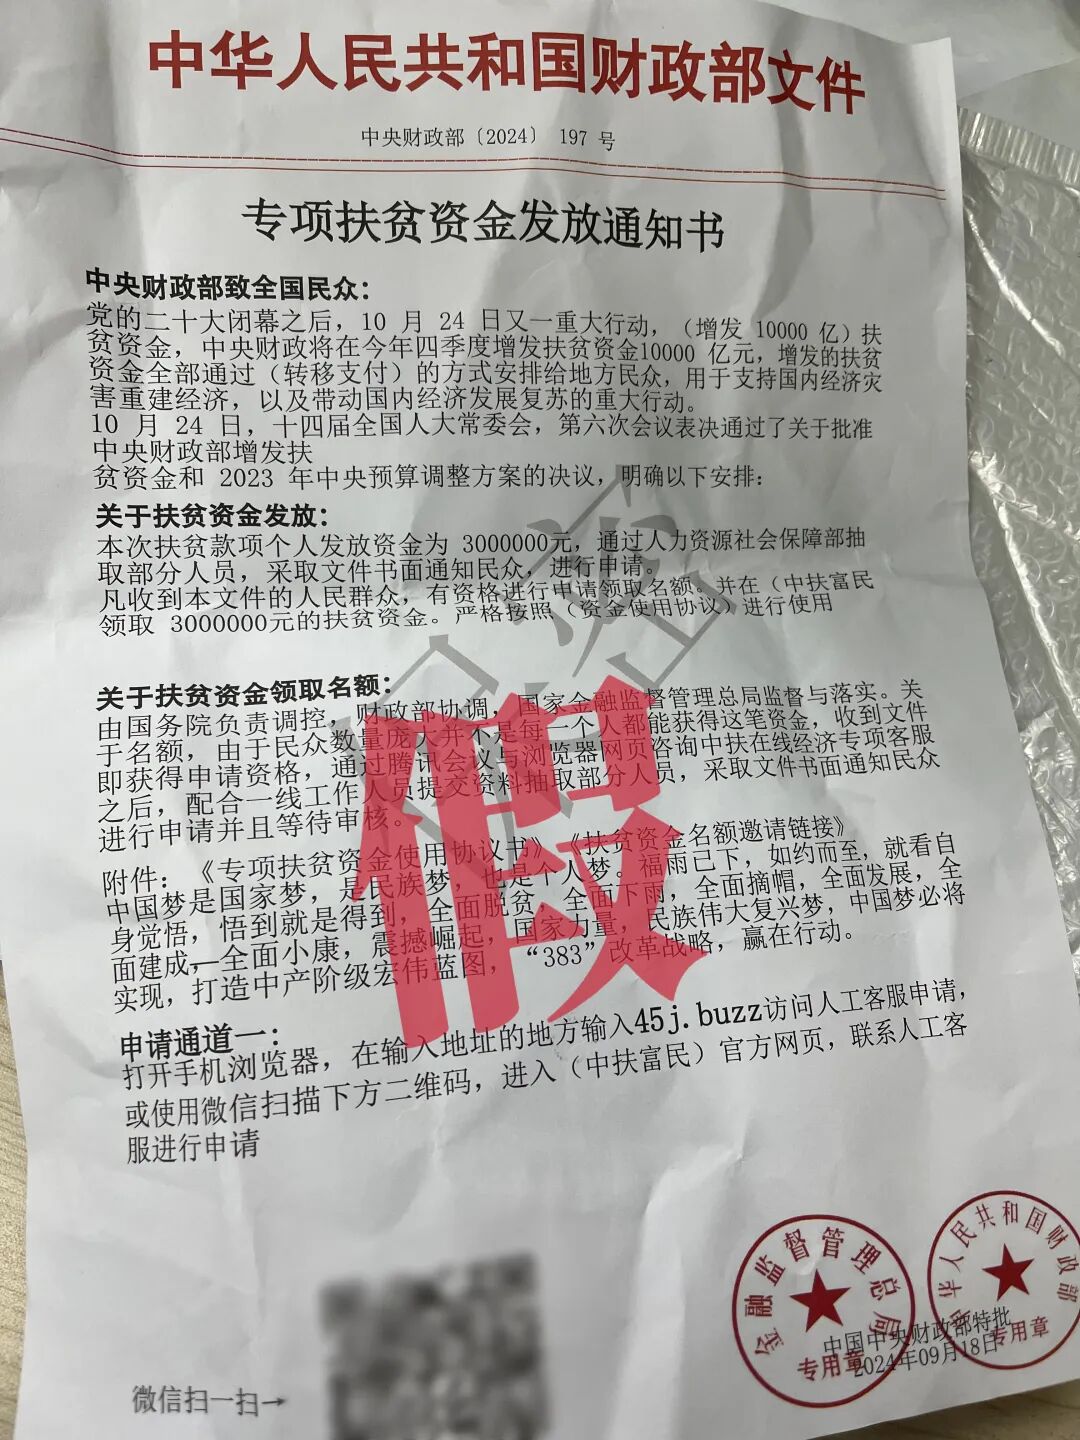 中华人民共和国财政部文件
中央财政部〔2024〕 197 号
专项扶贫资金发放通知书
中央财政部致全国民众：
党的二十大闭幕之后，10 月 24 日又一重大行动，（增发 10000 亿）扶
贫资金，中央财政将在今年四季度增发扶贫资金10000 亿元，增发的扶贫
资金全部通过（转移支付）的方式安排给地方民众，用于支持国内经济灾
害重建经济，以及带动国内经济发展复苏的重大行动。
10 月 24 日，十四届全国人大常委会，第六次会议表决通过了关于批准
中央财政部增发扶
贫资金和 2023 年中央预算调整方案的决议，明确以下安排：
关于扶贫资金发放：
本次扶贫款项个人发放资金为 3000000元，通过人力资源社会保障部抽
取部分人员，采取文件书面通知民众，进行申请。
凡收到本文件的人民群众，有资格进行申请领取名额。并在（中扶富民
领取 3000000元的扶贫资金。严格按照（资金使用协议）进行使用
关于扶贫资金领取名额：
由国务院负责调控，财政部协调，国家金融监督管理总局监督与落实。关
于名额，由于民众数量庞大并不是每一个人都能获得这笔资金，收到文件
即获得申请资格，通过腾讯会议与浏览器网页咨询中扶在线经济专项客服
之后，配合一线工作人员提交资料抽取部分人员，采取文件书面通知民众
进行申请并且等待审核。
附件：《专项扶贫资金使用协议书》《扶贫资金名额邀请链接》
中国梦是国家梦，是民族梦，也是个人梦。福雨已下，如约而至，就看自
身觉悟，悟到就是得到，全面脱贫，全面下雨，全面摘帽，全面发展，全
面建成，全面小康，震撼崛起，国家力量，民族伟大复兴梦，中国梦必将
实现，打造中产阶级宏伟蓝图，“383”改革战略，赢在行动。
申请通道一：
打开手机浏览器，在输入地址的地方输入45j.buzz访问人工客服申请，
或使用微信扫描下方二维码，进入（中扶富民）官方网页，联系人工客
服进行申请
假
金融监督管理总局
专用章
中华人民共和国财政部
专用章
中国中央财政部特批
2024年09月18日
微信扫一扫→